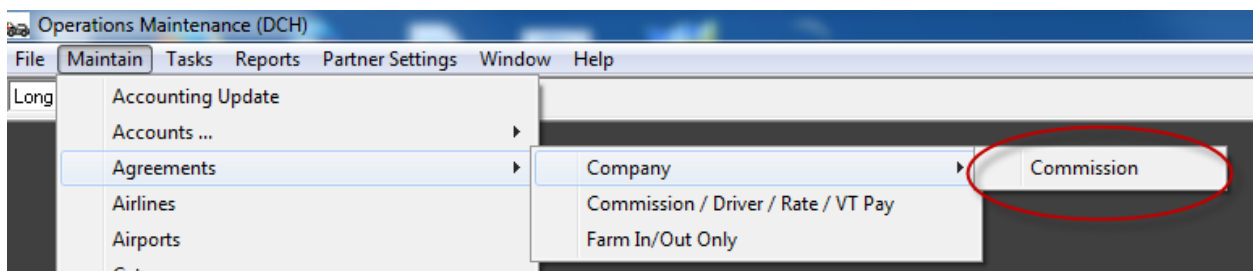 Operations Maintenance (DCH)
File Maintain Tasks Reports Partner Settings Window Help
Long
Accounting Update
Accounts ...
Agreements
Airlines
Airports
Company
Commission / Driver / Rate / VT Pay
Farm In/Out Only
Commission